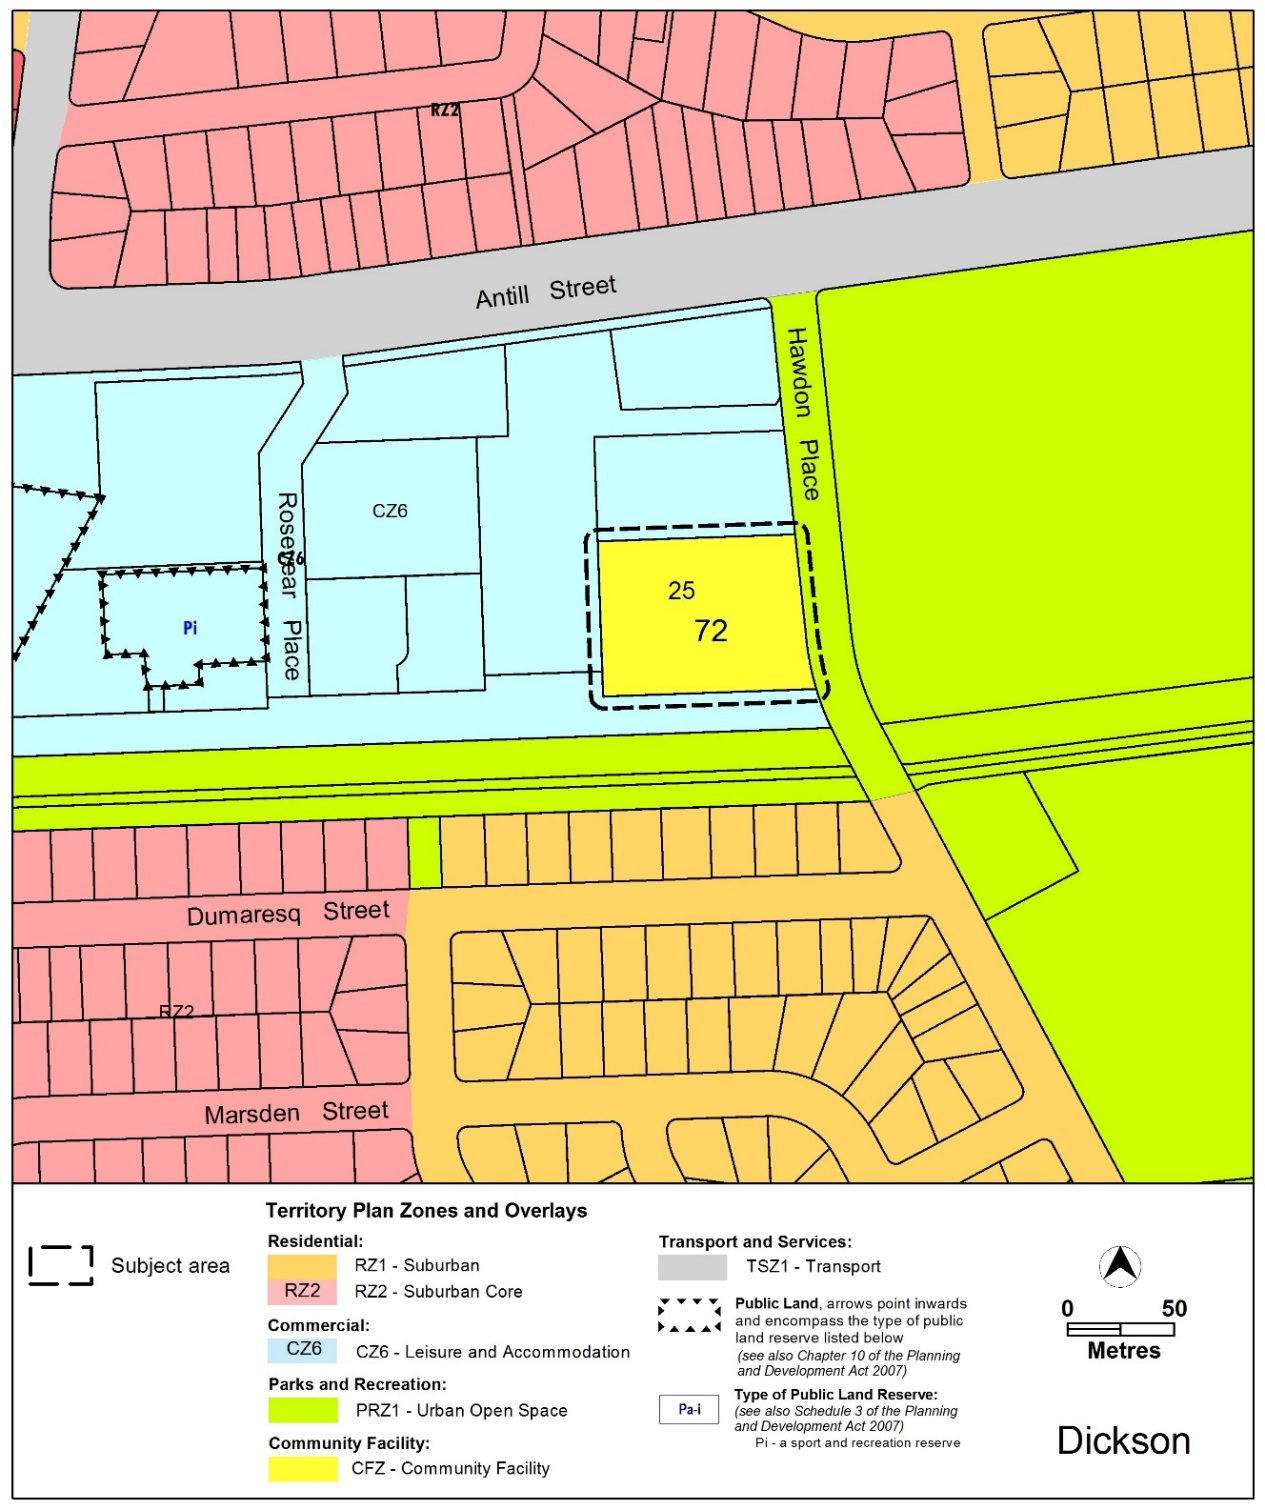 RZ2
Antill Street
Hawdon Place
CZ6
Rosevear Place
CZ6
25
72
Pi
Dumaresq Street
RZ2
Marsden Street
Territory Plan Zones and Overlays
Subject area
Residential:
RZ1 - Suburban
RZ2
RZ2 - Suburban Core
Commercial:
CZ6
CZ6 - Leisure and Accommodation
Parks and Recreation:
PRZ1 - Urban Open Space
Community Facility:
CFZ - Community Facility
Transport and Services:
TSZ1 - Transport
Public Land, arrows point inwards
and encompass the type of public
land reserve listed below
(see also Chapter 10 of the Planning
and Development Act 2007)
Pa-i
Type of Public Land Reserve:
(see also Schedule 3 of the Planning
and Development Act 2007)
Pi - a sport and recreation reserve
0 50
Metres
Dickson